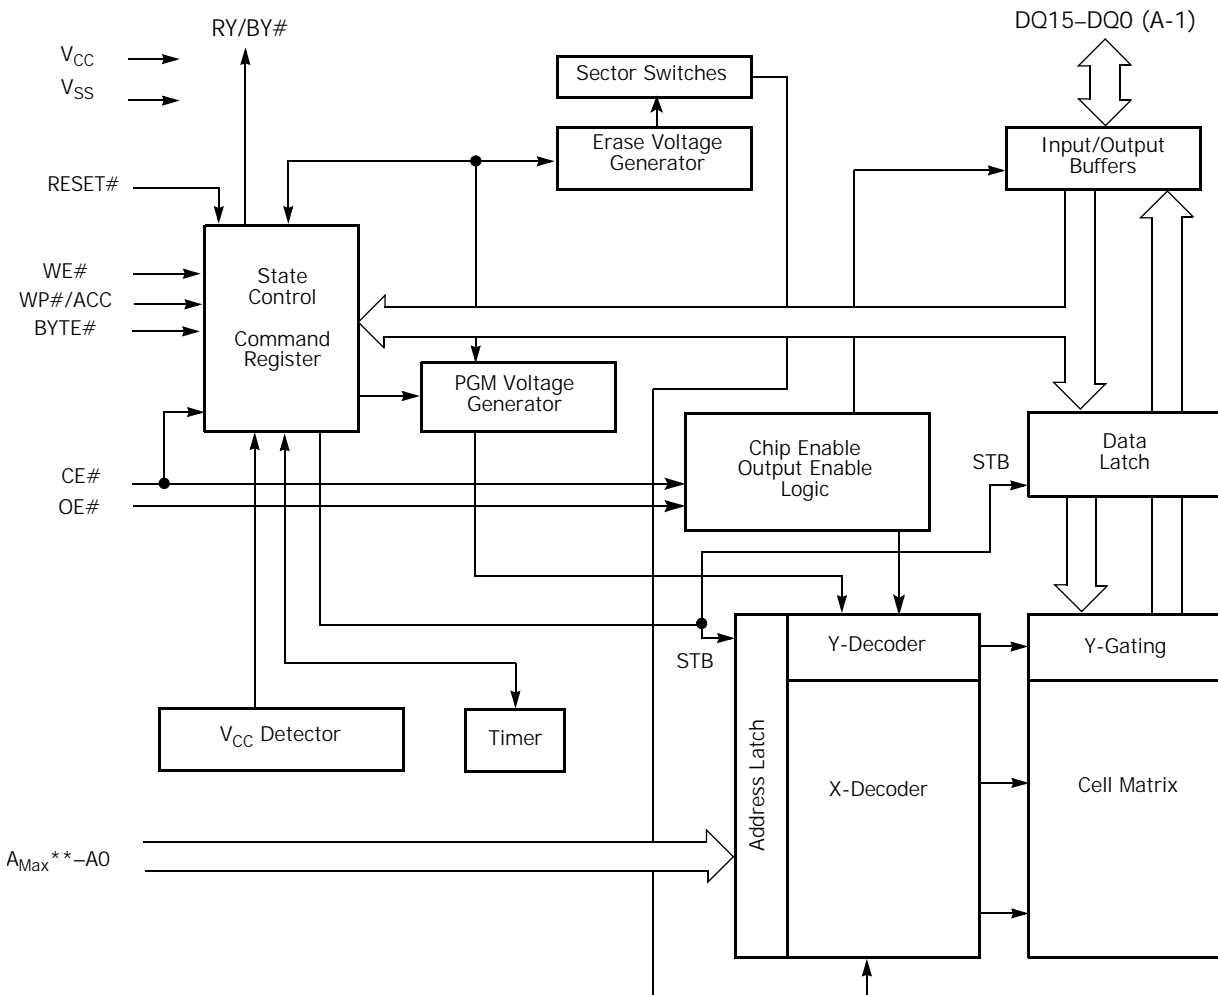 RY/BY#
DQ15–DQ0 (A-1)
VCC
VSS
Sector Switches
Erase Voltage
Generator
Input/Output
Buffers
RESET#
WE#
WP#/ACC
BYTE#
State
Control
Command
Register
PGM Voltage
Generator
Chip Enable
Output Enable
Logic
Data
Latch
STB
CE#
OE#
STB
Y-Decoder
Y-Gating
VCC Detector
Timer
Address Latch
X-Decoder
Cell Matrix
AMax**–A0